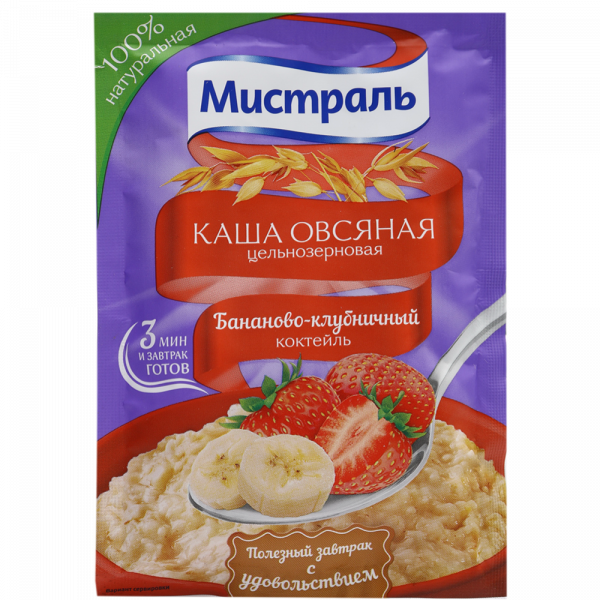 100%
натуральная
Мистраль
КАША ОВСЯНАЯ
цельнозерновая
Бананово-клубничный
коктейль
3 МИН
И ЗАВТРАК
ГОТОВ
Полезный завтрак
с
удовольствием